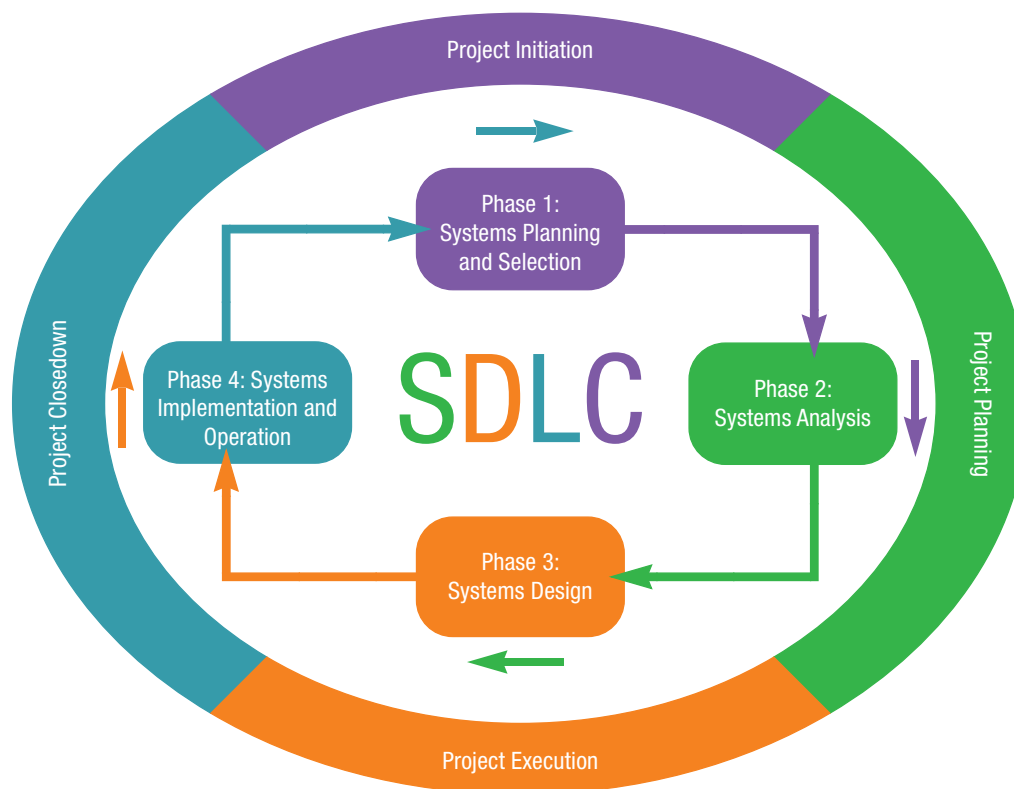 Project Initiation
Phase 1:
Systems Planning
and Selection
Project Closedown
Phase 4: Systems
Implementation and
Operation
SDLC
Phase 2:
Systems Analysis
Project Planning
Phase 3:
Systems Design
Project Execution